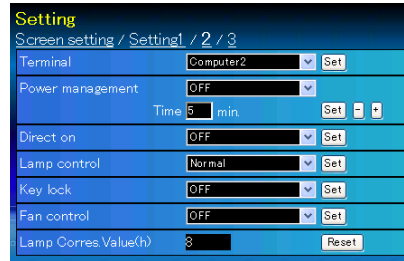 Setting
Screen setting / Setting1 / 2 / 3
Terminal Computer2 Set
Power management OFF
Time 5 min. Set - +
Direct on OFF Set
Lamp control Normal Set
Key lock OFF Set
Fan control OFF Set
Lamp Corres.Value(h) 8 Reset